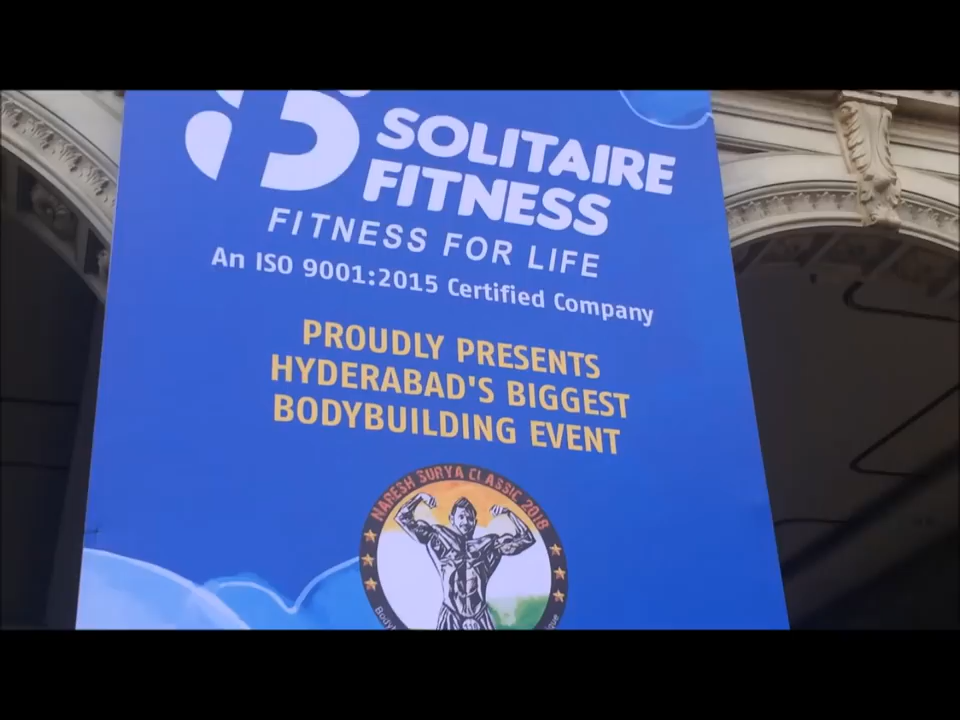 SOLITAIRE
FITNESS
FITNESS FOR LIFE
An ISO 9001:2015 Certified Company
PROUDLY PRESENTS
HYDERABAD'S BIGGEST
BODYBUILDING EVENT
NARESH SURYA CLASSIC 2018